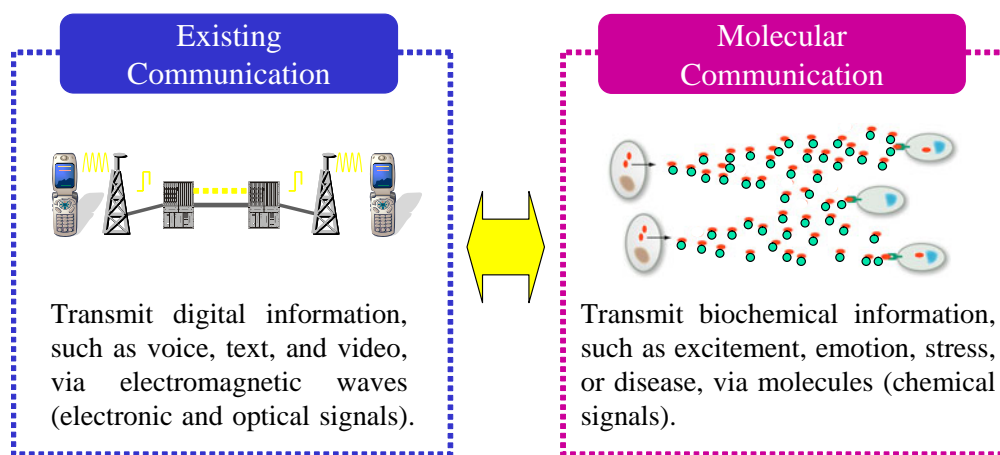 Existing
Communication
Transmit digital information,
such as voice, text, and video,
via electromagnetic waves
(electronic and optical signals).
Molecular
Communication
Transmit biochemical information,
such as excitement, emotion, stress,
or disease, via molecules (chemical
signals).